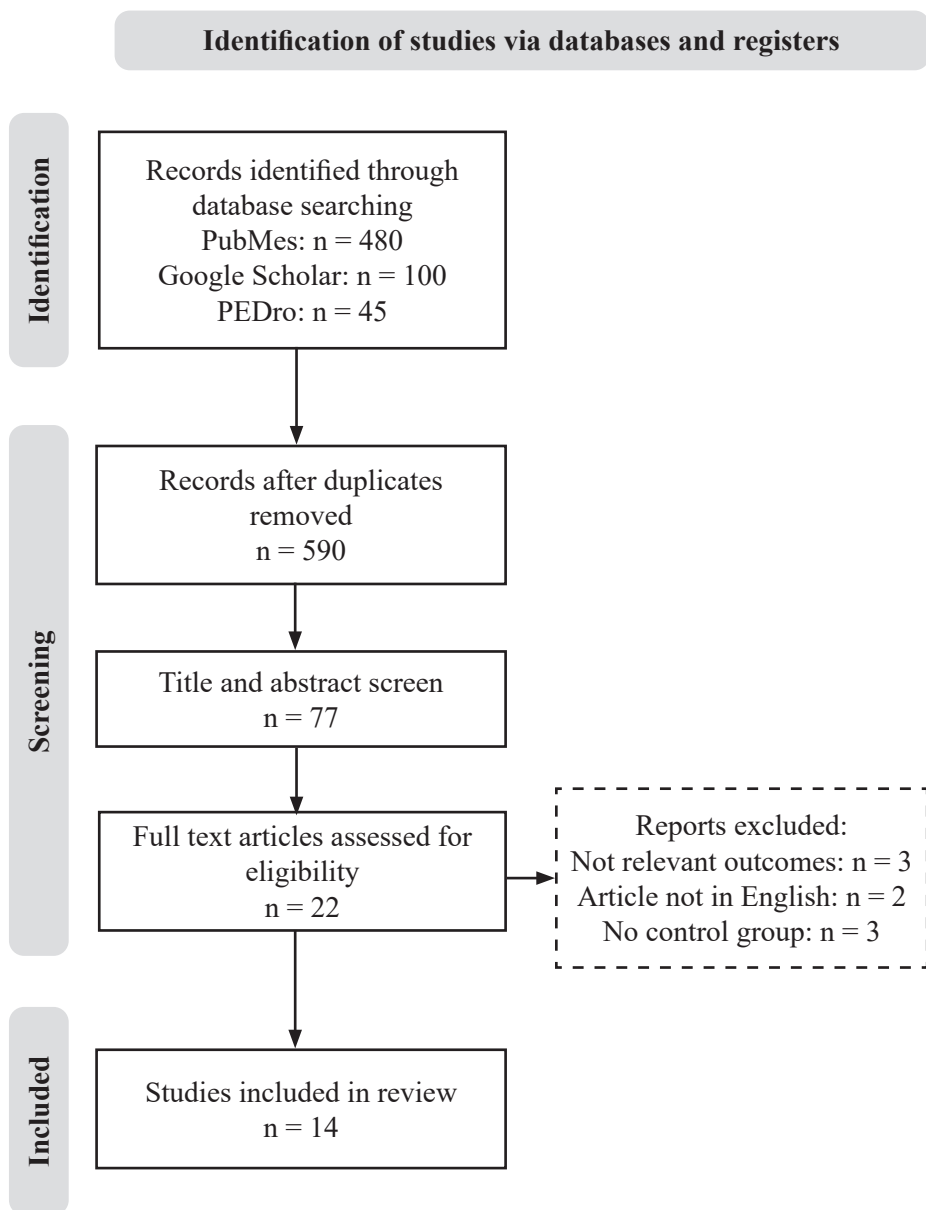 Identification of studies via databases and registers
Identification
Records identified through
database searching
PubMes: n = 480
Google Scholar: n = 100
PEDro: n = 45
Screening
Records after duplicates
removed
n = 590
Title and abstract screen
n = 77
Full text articles assessed for
eligibility
n = 22
Reports excluded:
Not relevant outcomes: n = 3
Article not in English: n = 2
No control group: n = 3
Included
Studies included in review
n = 14